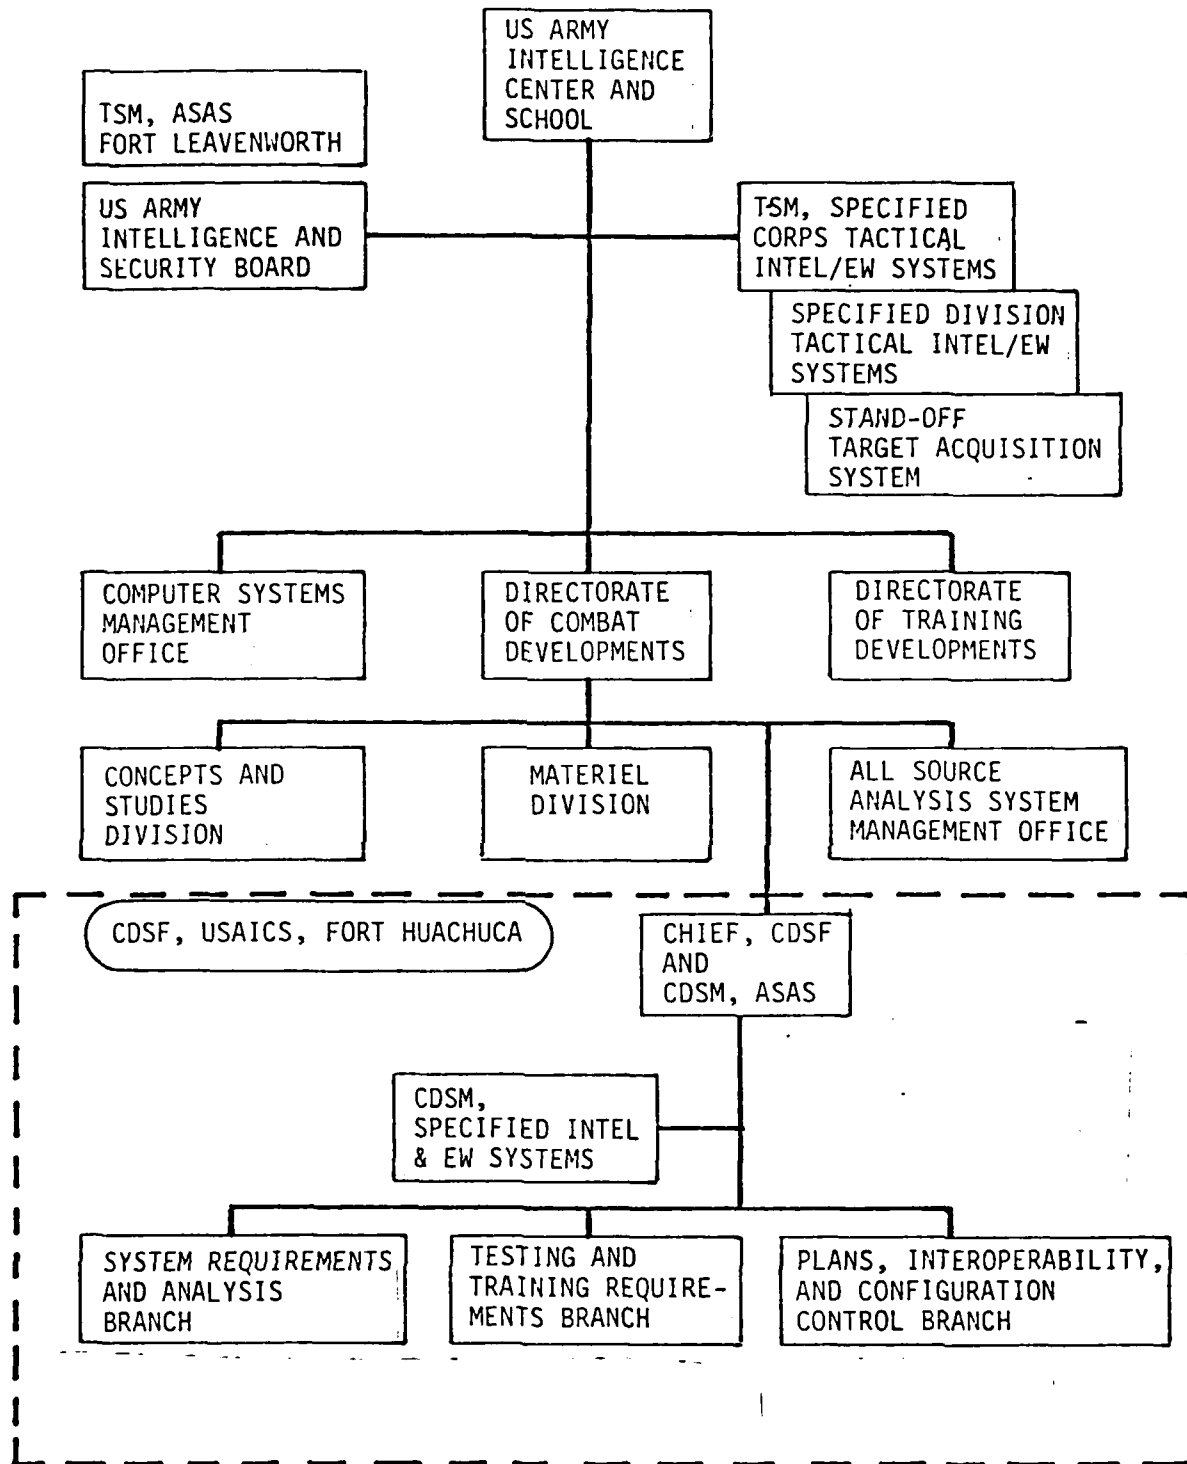 US ARMY
INTELLIGENCE
CENTER AND
SCHOOL
TSM, ASAS
FORT LEAVENWORTH
US ARMY
INTELLIGENCE AND
SECURITY BOARD
TSM, SPECIFIED
CORPS TACTICAL
INTEL/EW SYSTEMS
SPECIFIED DIVISION
TACTICAL INTEL/EW
SYSTEMS
STAND-OFF
TARGET ACQUISITION
SYSTEM
COMPUTER SYSTEMS
MANAGEMENT
OFFICE
DIRECTORATE
OF COMBAT
DEVELOPMENTS
DIRECTORATE
OF TRAINING
DEVELOPMENTS
CONCEPTS AND
STUDIES
DIVISION
MATERIEL
DIVISION
ALL SOURCE
ANALYSIS SYSTEM
MANAGEMENT OFFICE
CDSF, USAICS, FORT HUACHUCA
CHIEF, CDSF
AND
CDSM, ASAS
CDSM,
SPECIFIED INTEL
& EW SYSTEMS
SYSTEM REQUIREMENTS
AND ANALYSIS
BRANCH
TESTING AND
TRAINING REQUIRE-
MENTS BRANCH
PLANS, INTEROPERABILITY,
AND CONFIGURATION
CONTROL BRANCH